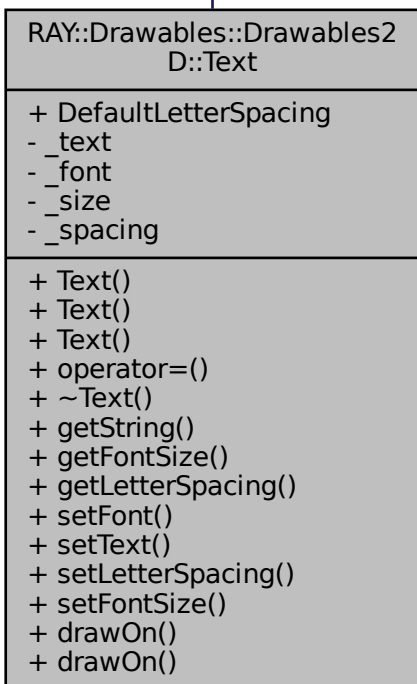 RAY::Drawables::Drawables2
D::Text
+ DefaultLetterSpacing
- _text
- _font
- _size
- _spacing
+ Text()
+ Text()
+ Text()
+ operator=()
+ ~Text()
+ getString()
+ getFontSize()
+ getLetterSpacing()
+ setFont()
+ setText()
+ setLetterSpacing()
+ setFontSize()
+ drawOn()
+ drawOn()